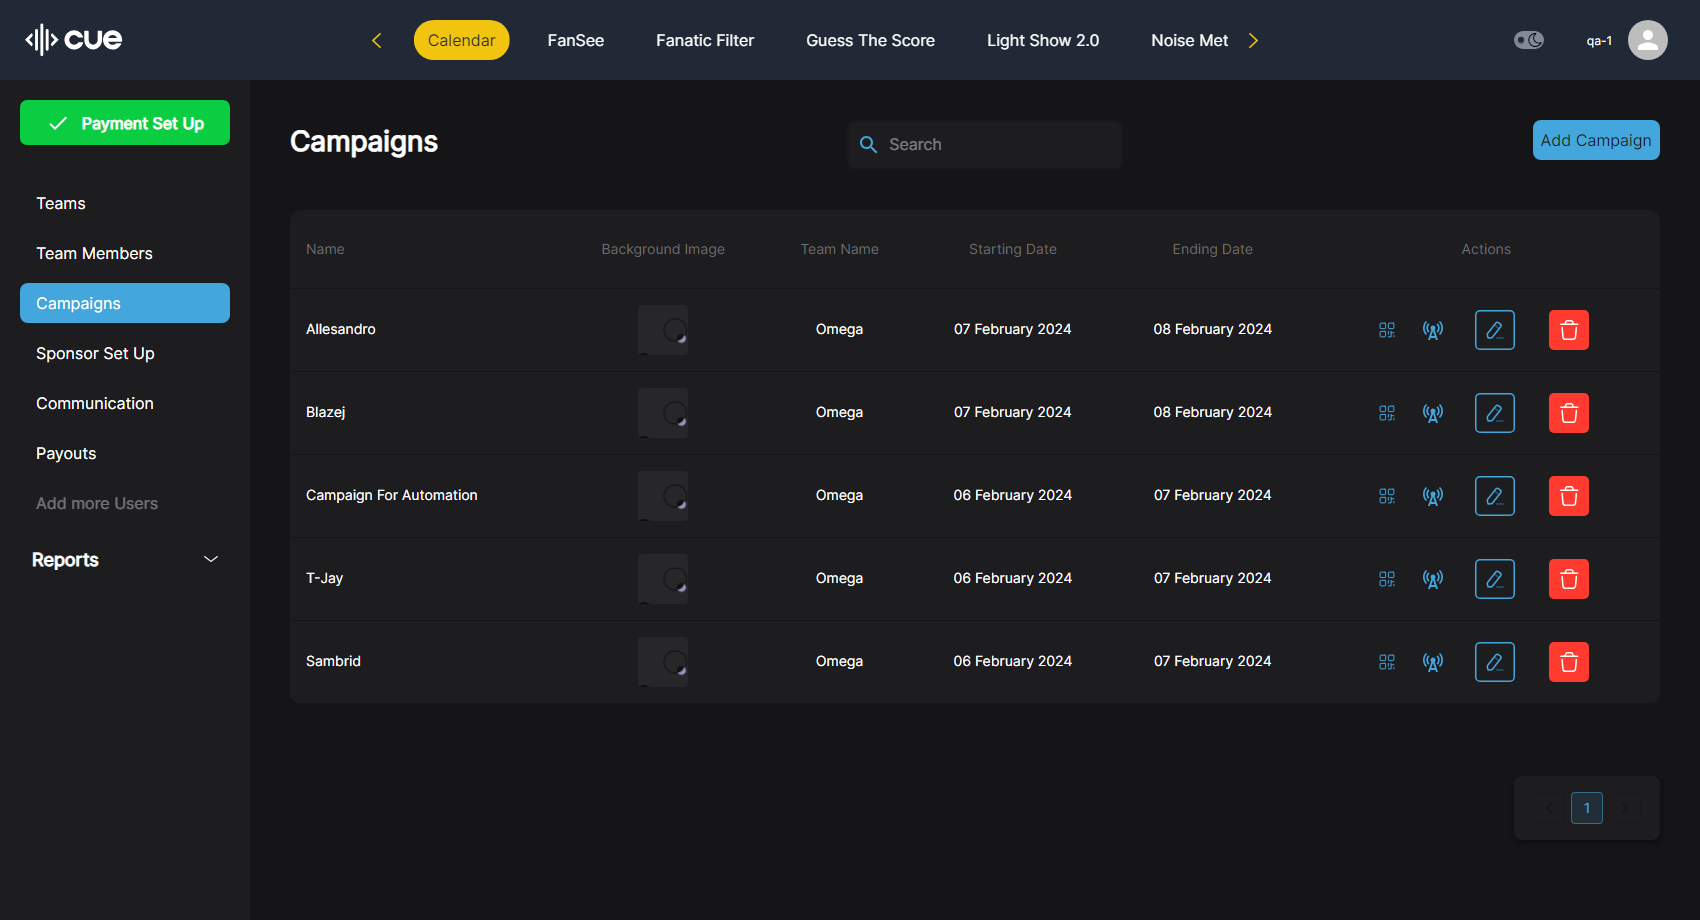 cue
Calendar FanSee Fanatic Filter Guess The Score Light Show 2.0 Noise Met
qa-1
Payment Set Up
Teams
Team Members
Campaigns
Sponsor Set Up
Communication
Payouts
Add more Users
Reports
Campaigns
Search
Add Campaign
Name Background Image Team Name Starting Date Ending Date Actions
Allesandro Omega 07 February 2024 08 February 2024
Blazej Omega 07 February 2024 08 February 2024
Campaign For Automation Omega 06 February 2024 07 February 2024
T-Jay Omega 06 February 2024 07 February 2024
Sambrid Omega 06 February 2024 07 February 2024
1